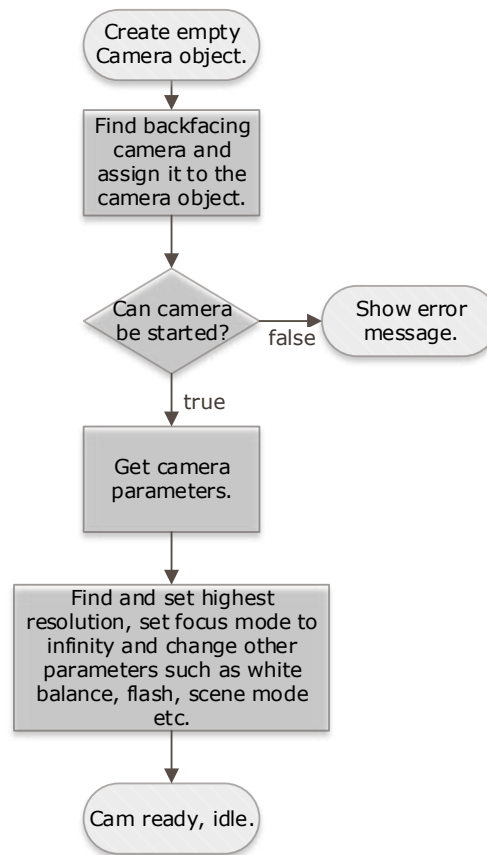 Create empty
Camera object.
Find backfacing
camera and
assign it to the
camera object.
Can camera
be started?
false
Show error
message.
true
Get camera
parameters.
Find and set highest
resolution, set focus mode to
infinity and change other
parameters such as white
balance, flash, scene mode
etc.
Cam ready, idle.